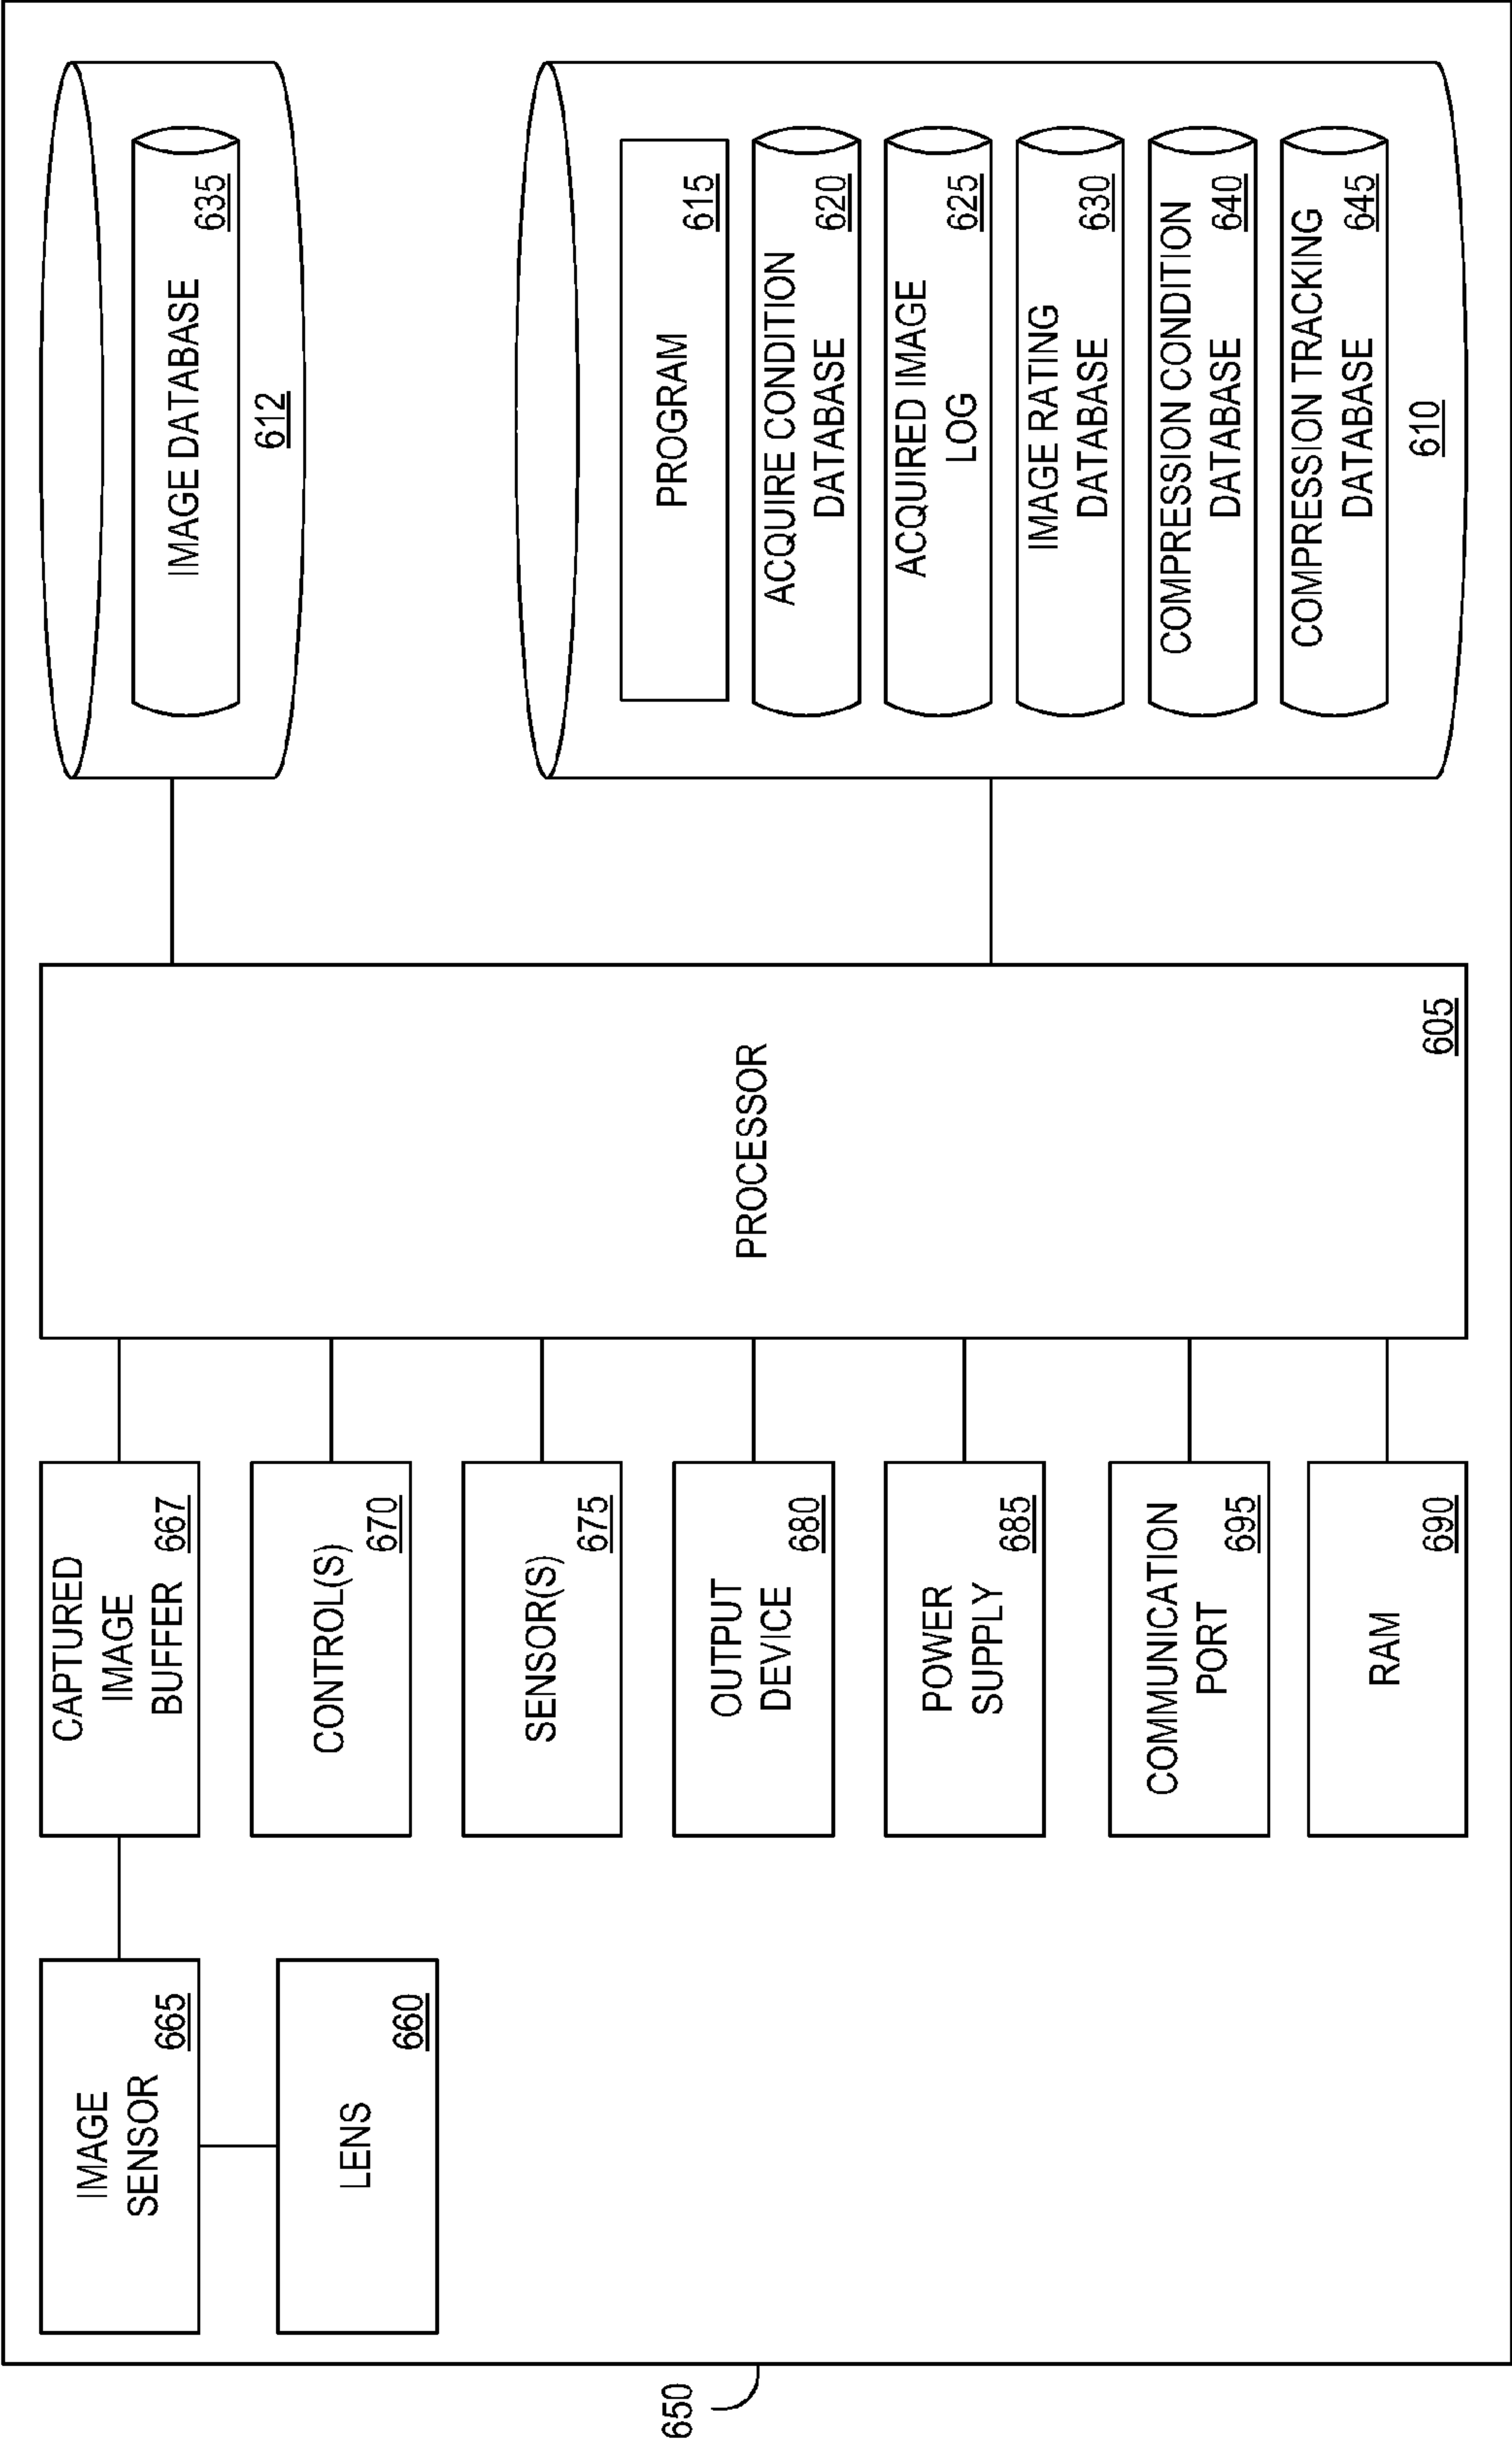 650
IMAGE
SENSOR
665
LENS
660
CAPTURED
IMAGE
BUFFER 667
CONTROL(S)
670
SENSOR(S)
675
OUTPUT
DEVICE
680
POWER
SUPPLY
685
COMMUNICATION
PORT
695
RAM
690
PROCESSOR
605
IMAGE DATABASE
635
612
PROGRAM
615
ACQUIRE CONDITION
DATABASE
620
ACQUIRED IMAGE
LOG
625
IMAGE RATING
DATABASE
630
COMPRESSION CONDITION
DATABASE
640
COMPRESSION TRACKING
DATABASE
645
610